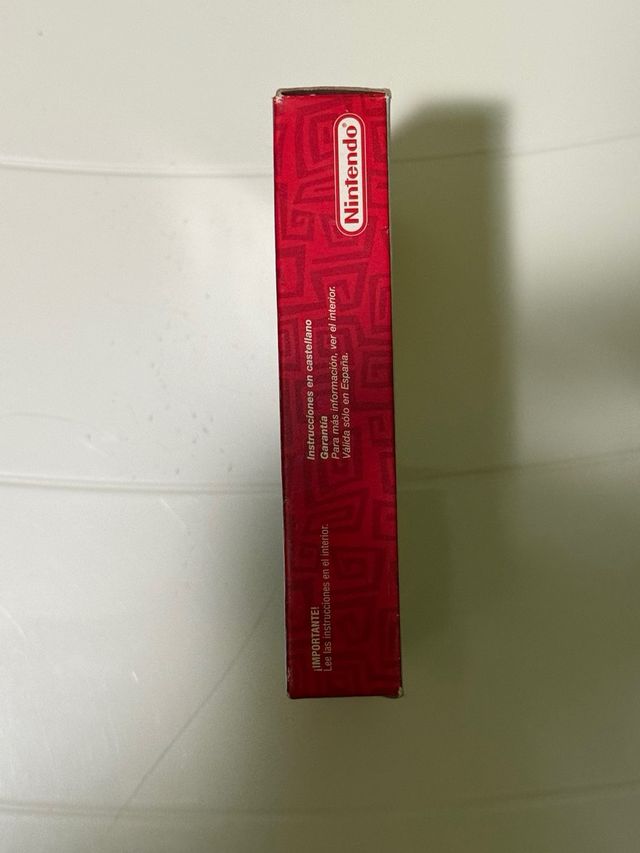 Nintendo®
Instrucciones en castellano
Garantía
Para más información, ver el interior.
Válida sólo en España.
¡IMPORTANTE!
Lee las instrucciones en el interior.